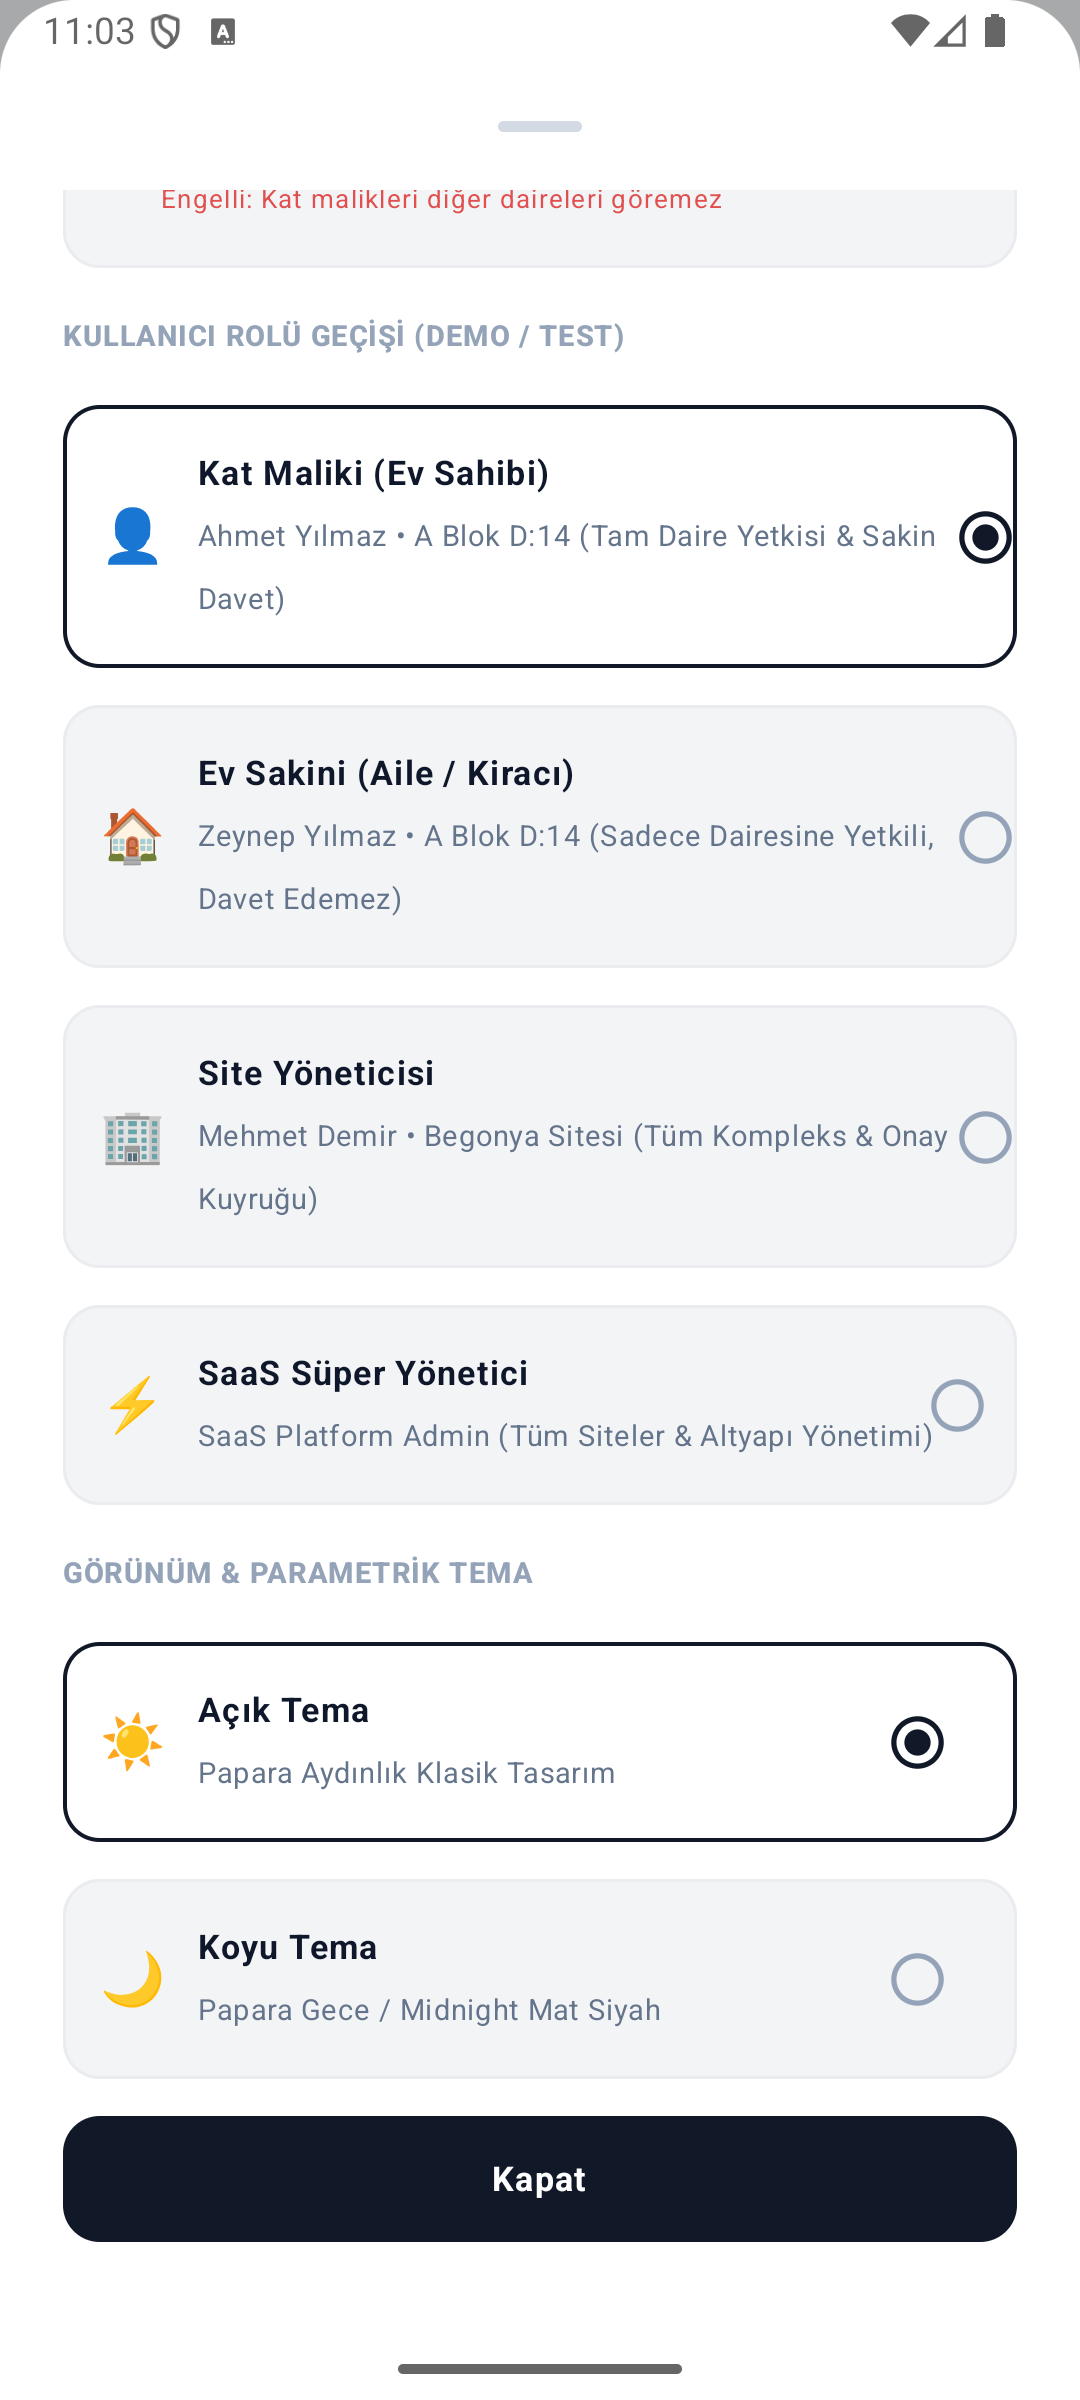 11:03
Engelli: Kat malikleri diğer daireleri göremez
KULLANICI ROLÜ GEÇİŞİ (DEMO / TEST)
Kat Maliki (Ev Sahibi)
Ahmet Yılmaz • A Blok D:14 (Tam Daire Yetkisi & Sakin
Davet)
Ev Sakini (Aile / Kiracı)
Zeynep Yılmaz • A Blok D:14 (Sadece Dairesine Yetkili,
Davet Edemez)
Site Yöneticisi
Mehmet Demir • Begonya Sitesi (Tüm Kompleks & Onay
Kuyruğu)
SaaS Süper Yönetici
SaaS Platform Admin (Tüm Siteler & Altyapı Yönetimi)
GÖRÜNÜM & PARAMETRİK TEMA
Açık Tema
Papara Aydınlık Klasik Tasarım
Koyu Tema
Papara Gece / Midnight Mat Siyah
Kapat